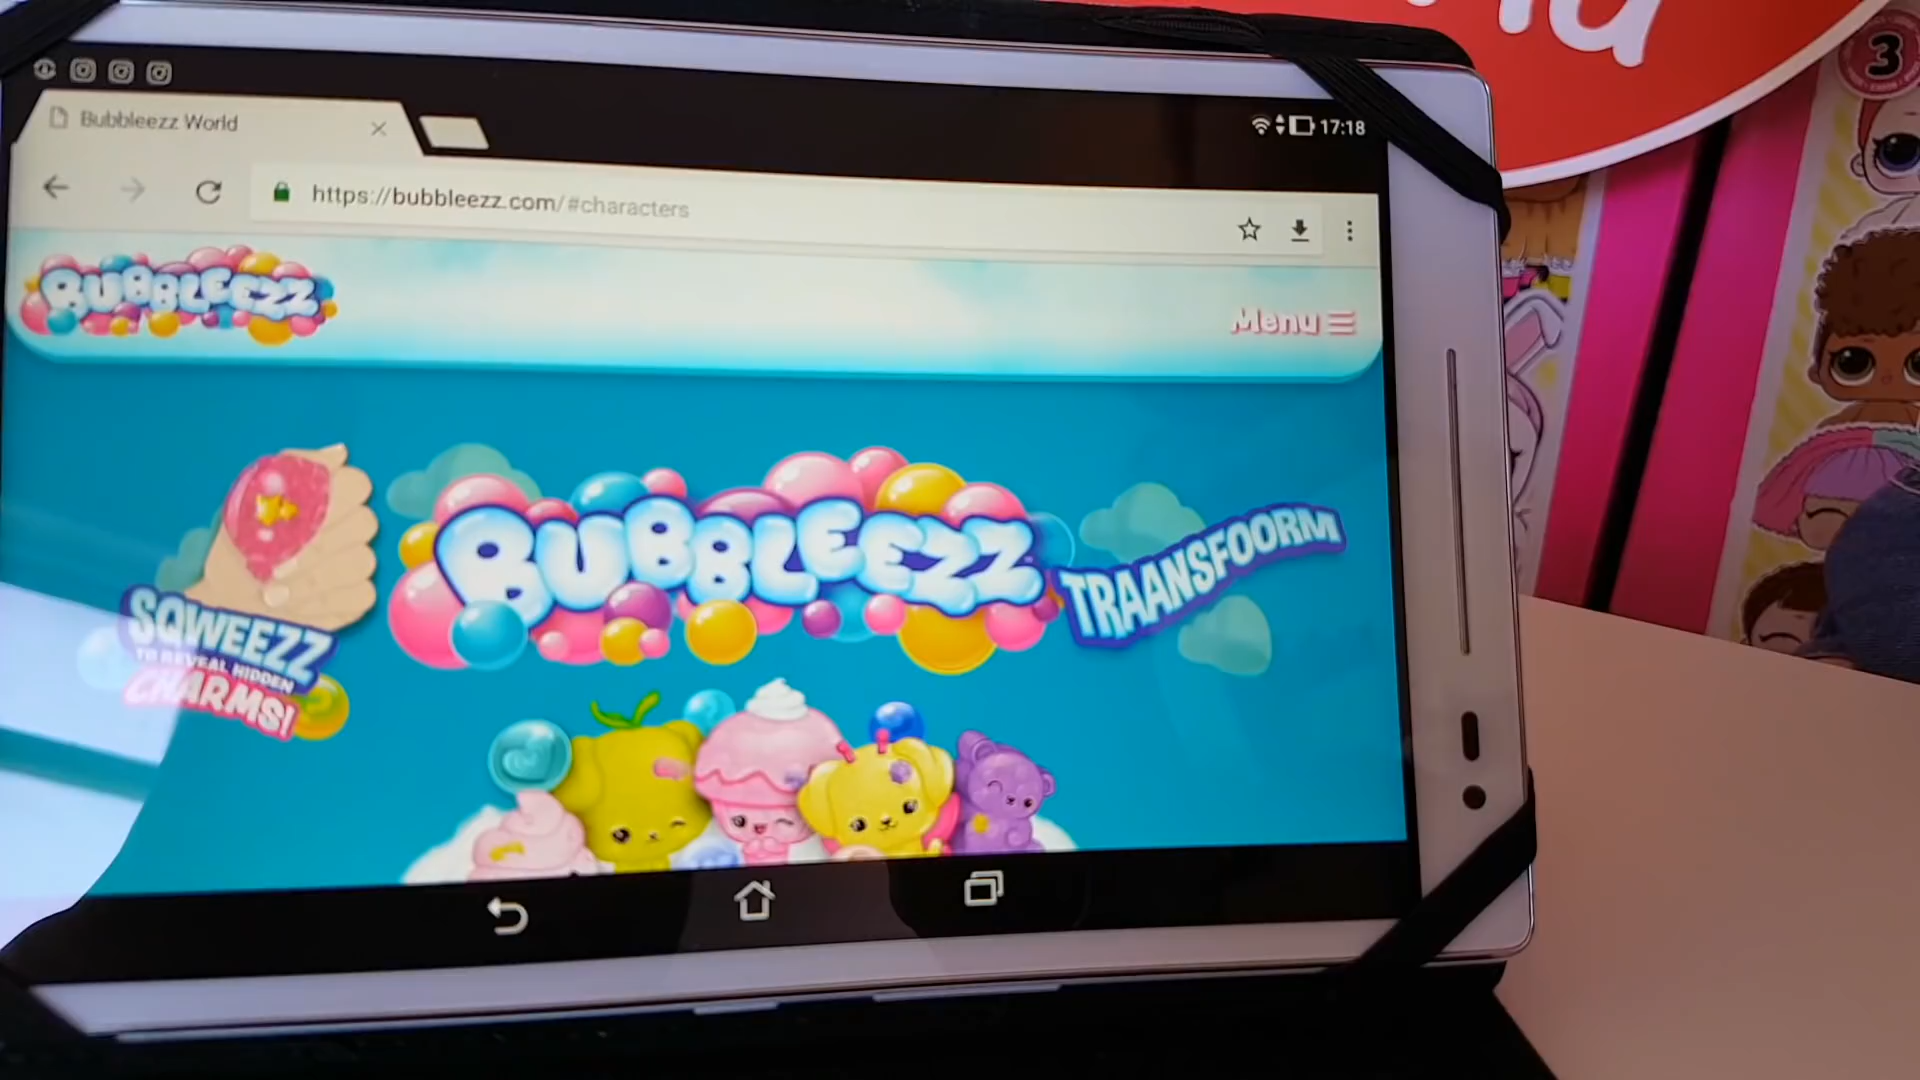 3
Bubbleezz World
17:18
https://bubbleezz.com/#characters
BUBBLEEZZ
Menu
BUBBLEEZZ
TRAANSFOORM
SQWEEZZ
TO REVEAL HIDDEN
CHARMS!